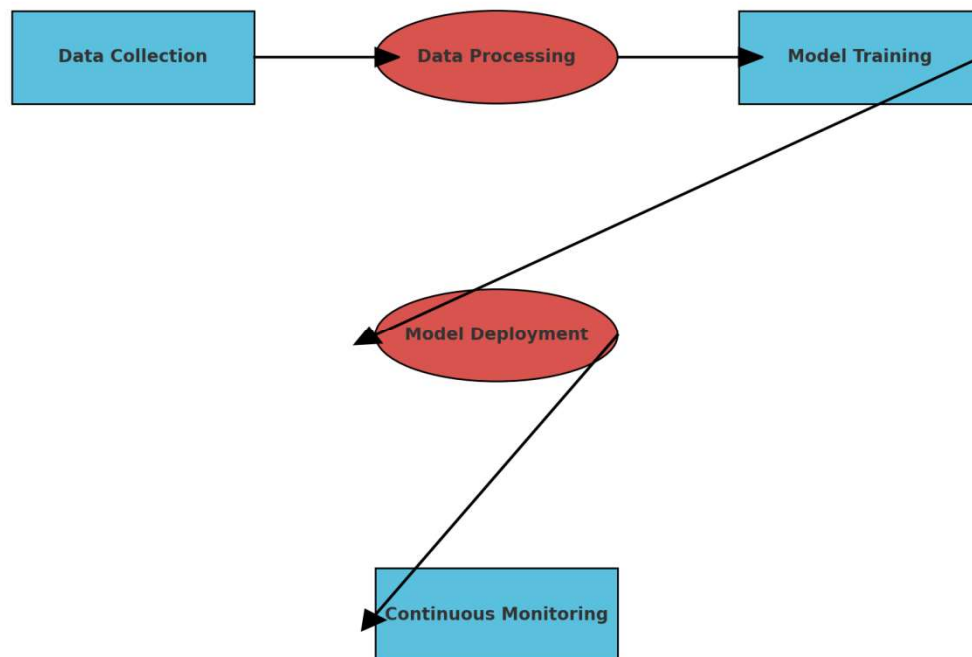 Data Collection
Data Processing
Model Training
Model Deployment
Continuous Monitoring